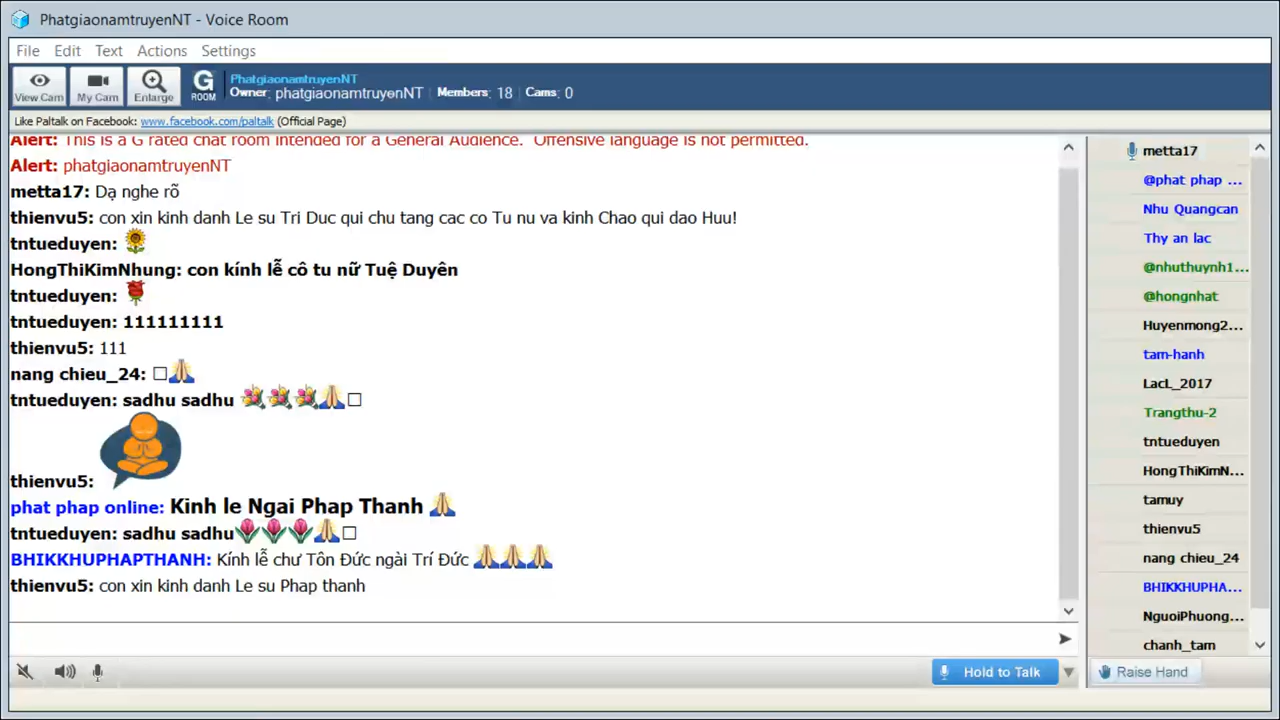 PhatgiaonamtruyenNT - Voice Room
File Edit Text Actions Settings
View Cam
My Cam
Enlarge
G ROOM
PhatgiaonamtruyenNT
Owner: phatgiaonamtruyenNT Members: 18 Cams: 0
Like Paltalk on Facebook: www.facebook.com/paltalk (Official Page)
Alert: This is a G rated chat room intended for a General Audience. Offensive language is not permitted.
Alert: phatgiaonamtruyenNT
metta17: Dạ nghe rõ
thienvu5: con xin kinh danh Le su Tri Duc qui chu tang cac co Tu nu va kinh Chao qui dao Huu!
tntueduyen:
HongThiKimNhung: con kính lễ cô tu nữ Tuệ Duyên
tntueduyen:
tntueduyen: 111111111
thienvu5: 111
nang chieu_24:
tntueduyen: sadhu sadhu
thienvu5:
phat phap online: Kinh le Ngai Phap Thanh
tntueduyen: sadhu sadhu
BHIKKHUPHAPTHANH: Kính lễ chư Tôn Đức ngài Trí Đức
thienvu5: con xin kinh danh Le su Phap thanh
metta17
@phat phap ...
Nhu Quangcan
Thy an lac
@nhuthuynh1...
@hongnhat
Huyenmong2...
tam-hanh
LacL_2017
Trangthu-2
tntueduyen
HongThiKimN...
tamuy
thienvu5
nang chieu_24
BHIKKHUPHA...
NguoiPhuong...
chanh_tam
Hold to Talk
Raise Hand